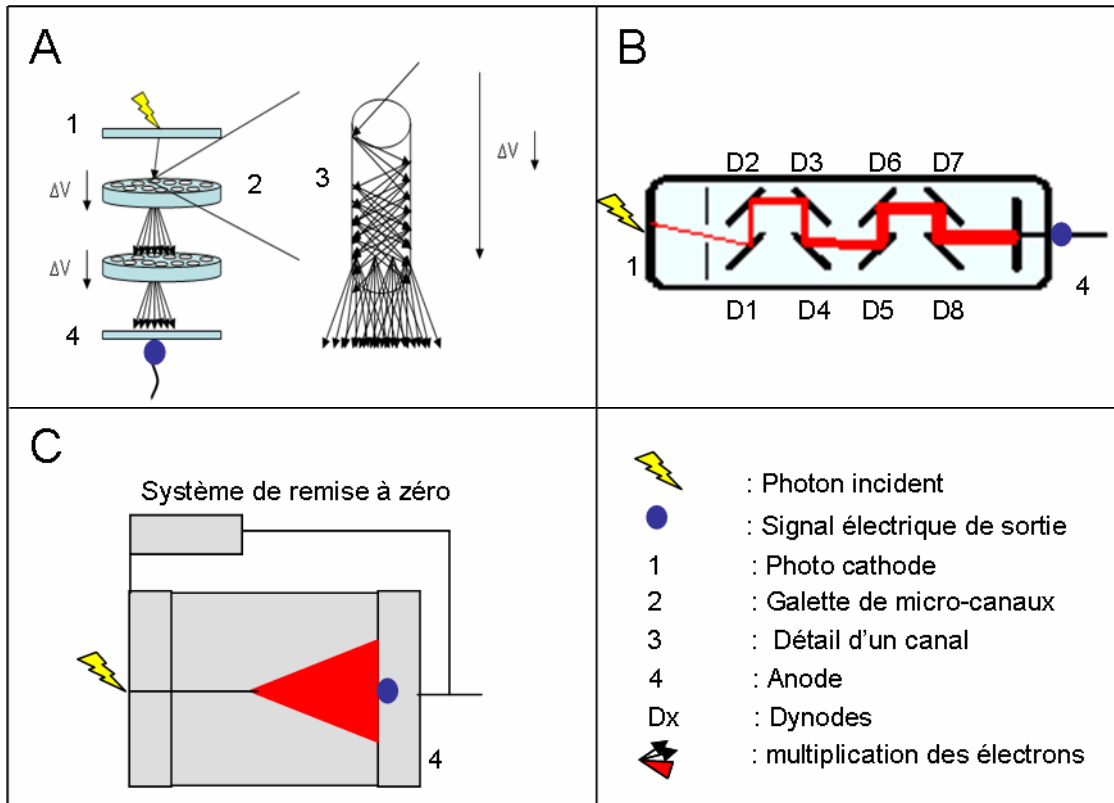 A
1
ΔV
2
ΔV
4
3
ΔV
B
D2 D3 D6 D7
1
4
D1 D4 D5 D8
C
Système de remise à zéro
4
: Photon incident
: Signal électrique de sortie
1 : Photo cathode
2 : Galette de micro-canaux
3 : Détail d'un canal
4 : Anode
Dx : Dynodes
: multiplication des électrons